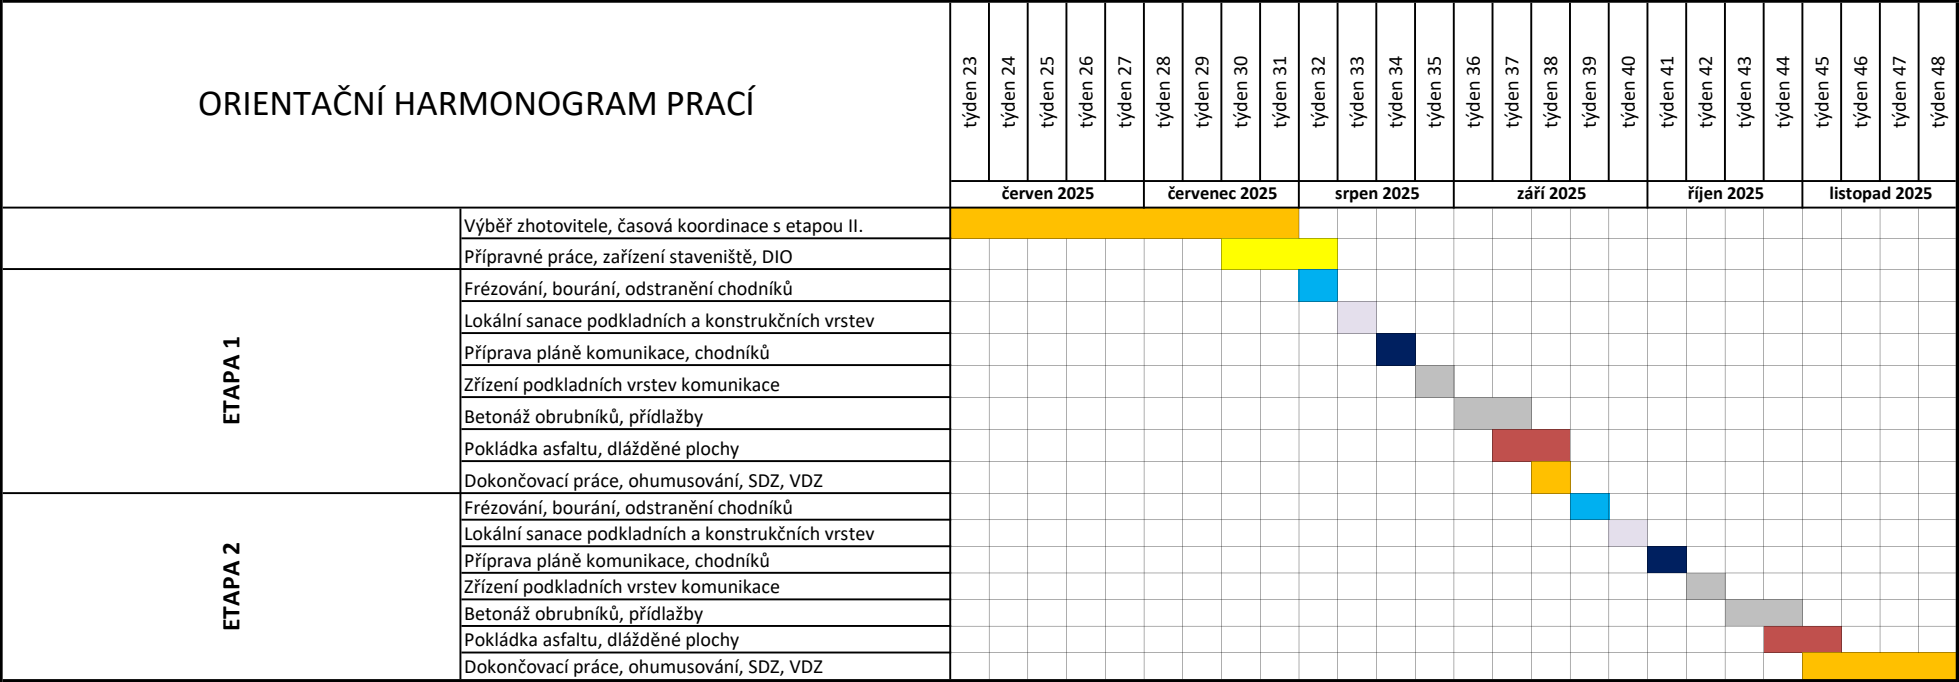 ORIENTAČNÍ HARMONOGRAM PRACÍ
týden 23
týden 24
týden 25
týden 26
týden 27
týden 28
týden 29
týden 30
týden 31
týden 32
týden 33
týden 34
týden 35
týden 36
týden 37
týden 38
týden 39
týden 40
týden 41
týden 42
týden 43
týden 44
týden 45
týden 46
týden 47
týden 48
červen 2025
červenec 2025
srpen 2025
září 2025
říjen 2025
listopad 2025
Výběr zhotovitele, časová koordinace s etapou II.
Přípravné práce, zařízení staveniště, DIO
ETAPA 1
Frézování, bourání, odstranění chodníků
Lokální sanace podkladních a konstrukčních vrstev
Příprava pláně komunikace, chodníků
Zřízení podkladních vrstev komunikace
Betonáž obrubníků, přídlažby
Pokládka asfaltu, dlážděné plochy
Dokončovací práce, ohumusování, SDZ, VDZ
ETAPA 2
Frézování, bourání, odstranění chodníků
Lokální sanace podkladních a konstrukčních vrstev
Příprava pláně komunikace, chodníků
Zřízení podkladních vrstev komunikace
Betonáž obrubníků, přídlažby
Pokládka asfaltu, dlážděné plochy
Dokončovací práce, ohumusování, SDZ, VDZ